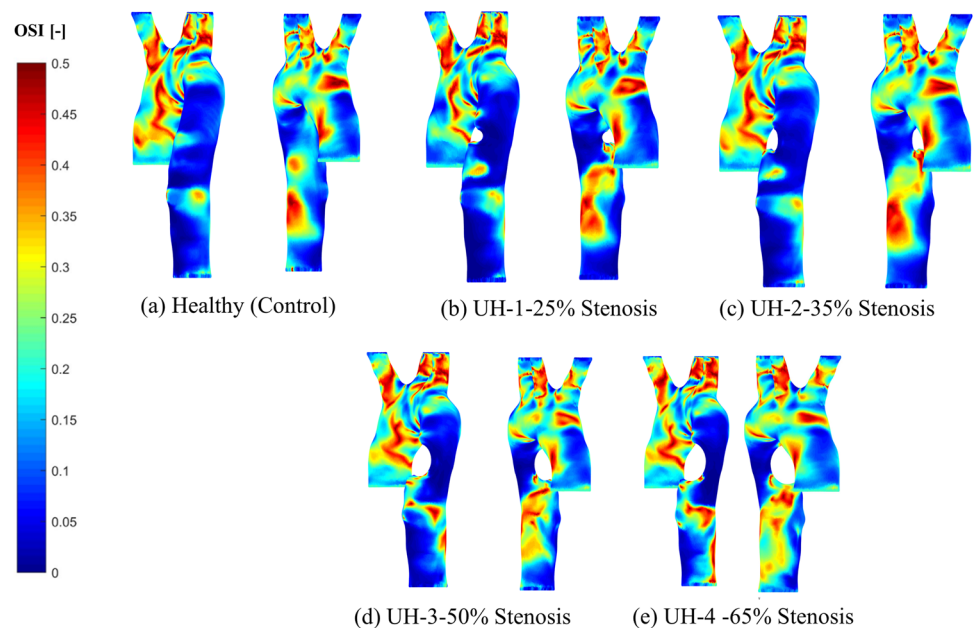 OSI [-]
0.5
0.45
0.4
0.35
0.3
0.25
0.2
0.15
0.1
0.05
0
(a) Healthy (Control)
(b) UH-1-25% Stenosis
(c) UH-2-35% Stenosis
(d) UH-3-50% Stenosis
(e) UH-4 -65% Stenosis